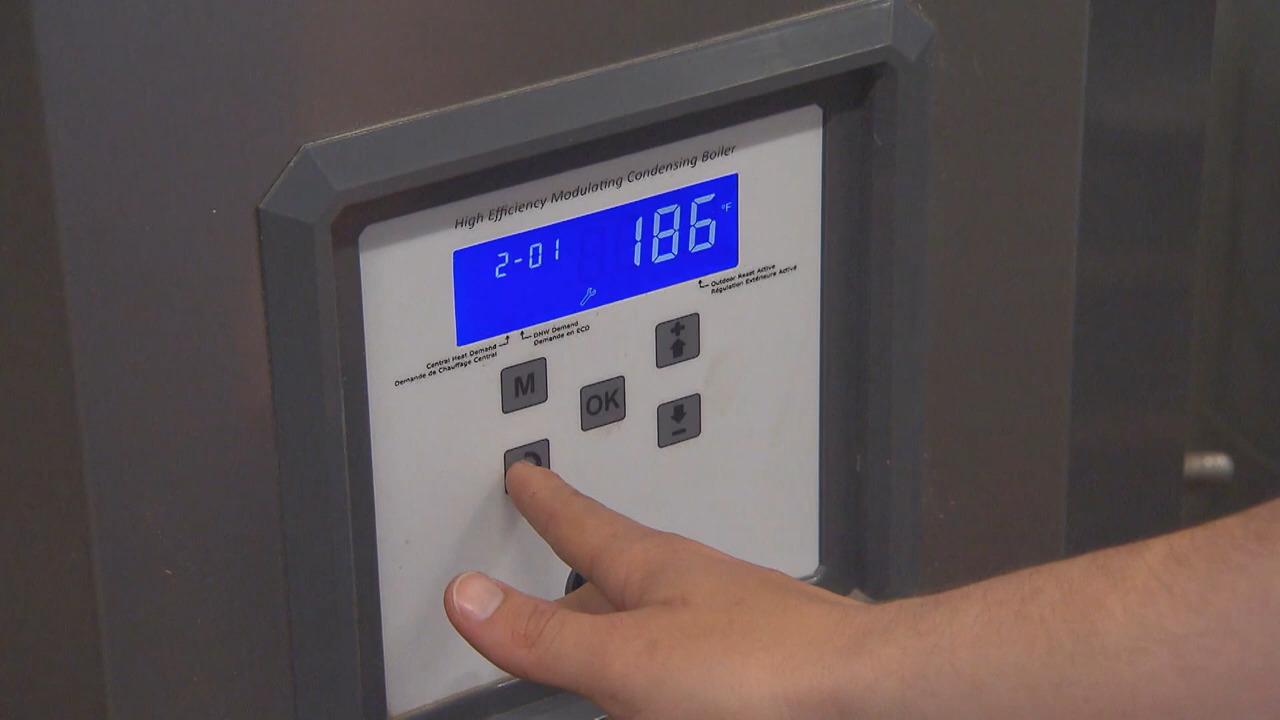 High Efficiency Modulating Condensing Boiler
2-01
186 °F
Outdoor Reset Active
Régulation Extérieure Activé
DHW Demand
Demande en ECD
Central Heat Demand
Demande de Chauffage Central
M
OK
+
-